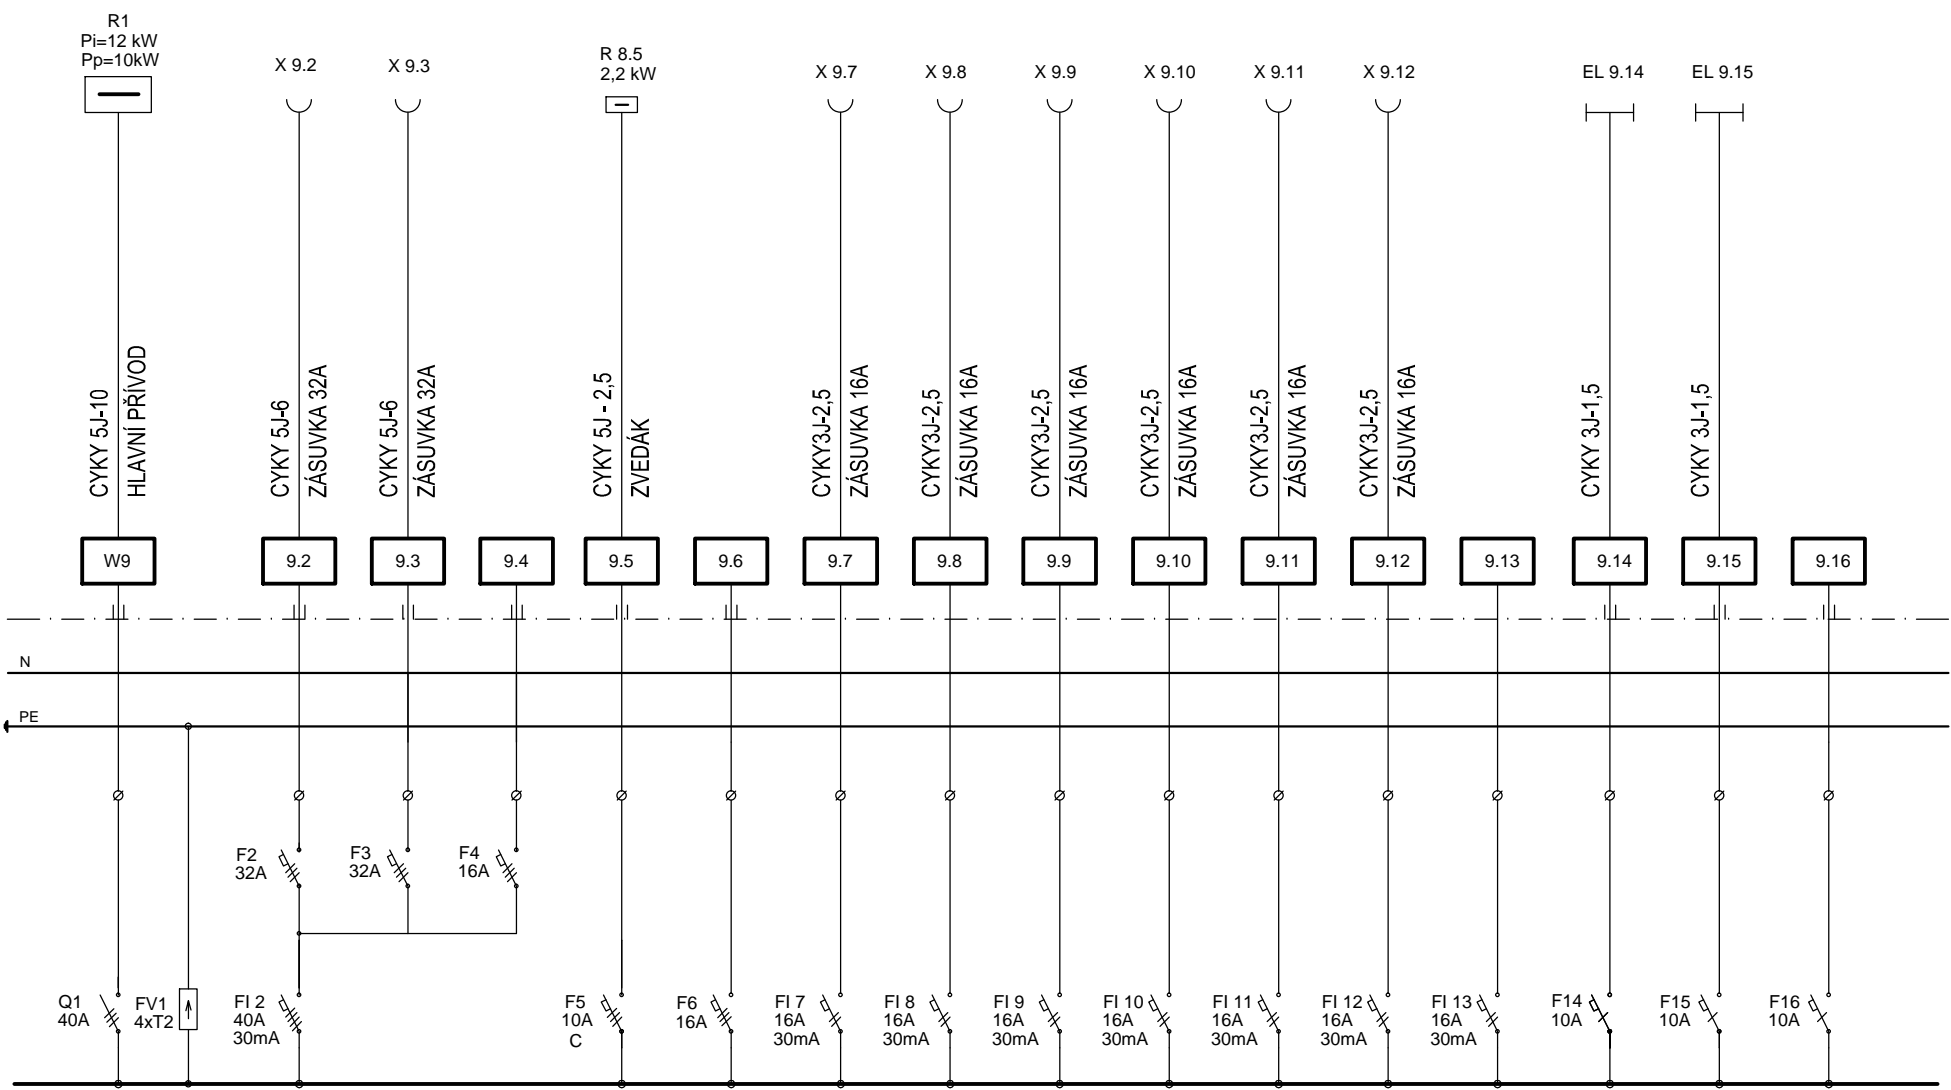 R1
Pi=12 kW
Pp=10kW
X 9.2
X 9.3
R 8.5
2,2 kW
X 9.7
X 9.8
X 9.9
X 9.10
X 9.11
X 9.12
EL 9.14
EL 9.15
CYKY 5J-10
HLAVNÍ PŘÍVOD
CYKY 5J-6
ZÁSUVKA 32A
CYKY 5J-6
ZÁSUVKA 32A
CYKY 5J - 2,5
ZVEDÁK
CYKY3J-2,5
ZÁSUVKA 16A
CYKY3J-2,5
ZÁSUVKA 16A
CYKY3J-2,5
ZÁSUVKA 16A
CYKY3J-2,5
ZÁSUVKA 16A
CYKY3J-2,5
ZÁSUVKA 16A
CYKY3J-2,5
ZÁSUVKA 16A
CYKY 3J-1,5
CYKY 3J-1,5
W9
9.2
9.3
9.4
9.5
9.6
9.7
9.8
9.9
9.10
9.11
9.12
9.13
9.14
9.15
9.16
N
PE
F2
32A
F3
32A
F4
16A
Q1
40A
FV1
4xT2
FI 2
40A
30mA
F5
10A
C
F6
16A
FI 7
16A
30mA
FI 8
16A
30mA
FI 9
16A
30mA
FI 10
16A
30mA
FI 11
16A
30mA
FI 12
16A
30mA
FI 13
16A
30mA
F14
10A
F15
10A
F16
10A